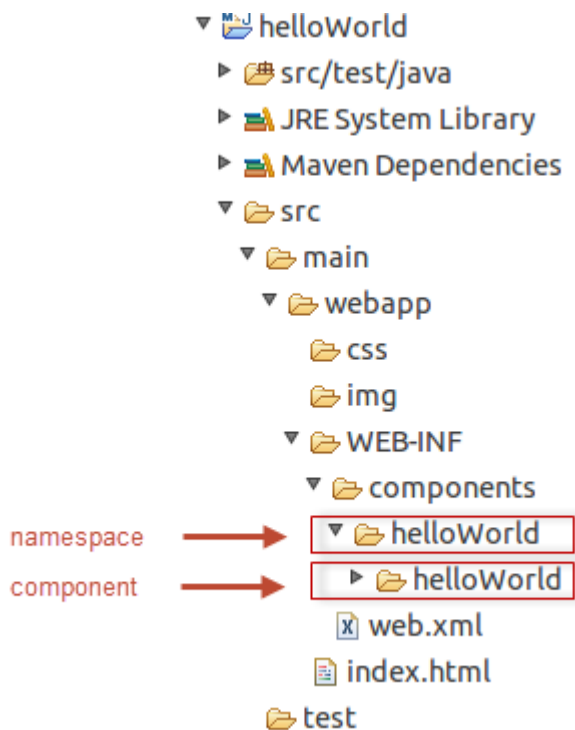 helloWorld
src/test/java
JRE System Library
Maven Dependencies
src
main
webapp
css
img
WEB-INF
components
namespace helloWorld
component helloWorld
web.xml
index.html
test